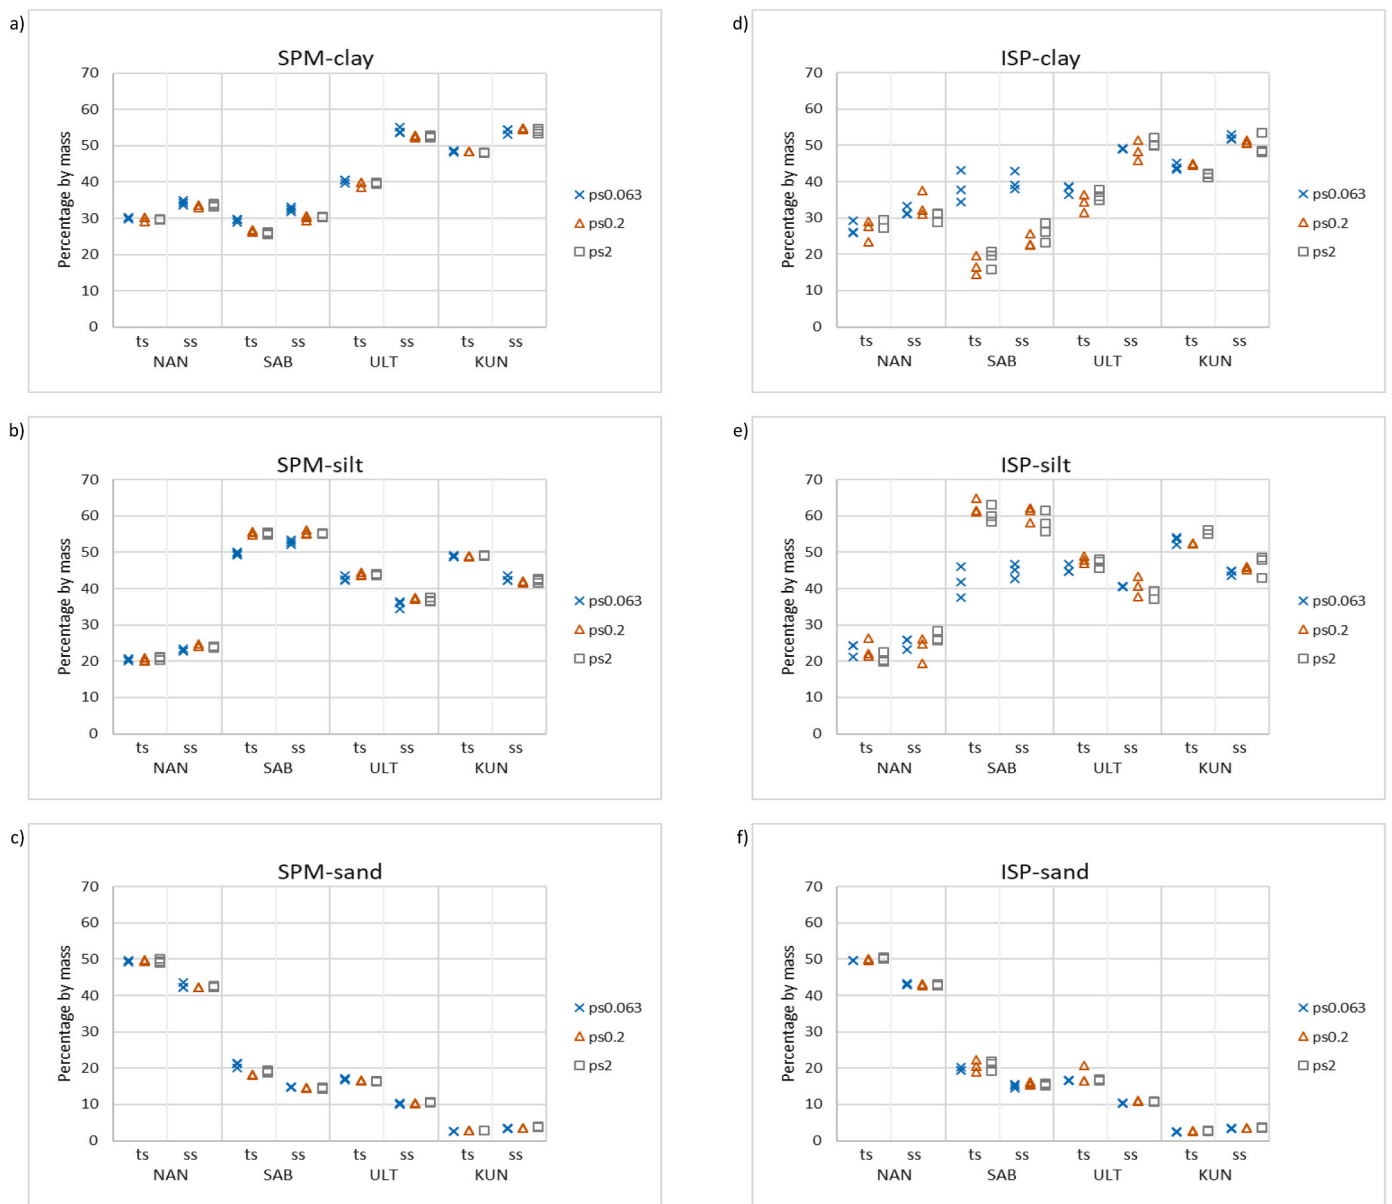 a)
SPM-clay
Percentage by mass
70
60
50
40
30
20
10
0
ts ss ts ss ts ss ts ss
NAN SAB ULT KUN
ps0.063
ps0.2
ps2
d)
ISP-clay
Percentage by mass
70
60
50
40
30
20
10
0
ts ss ts ss ts ss ts ss
NAN SAB ULT KUN
ps0.063
ps0.2
ps2
b)
SPM-silt
Percentage by mass
70
60
50
40
30
20
10
0
ts ss ts ss ts ss ts ss
NAN SAB ULT KUN
ps0.063
ps0.2
ps2
e)
ISP-silt
Percentage by mass
70
60
50
40
30
20
10
0
ts ss ts ss ts ss ts ss
NAN SAB ULT KUN
ps0.063
ps0.2
ps2
c)
SPM-sand
Percentage by mass
70
60
50
40
30
20
10
0
ts ss ts ss ts ss ts ss
NAN SAB ULT KUN
ps0.063
ps0.2
ps2
f)
ISP-sand
Percentage by mass
70
60
50
40
30
20
10
0
ts ss ts ss ts ss ts ss
NAN SAB ULT KUN
ps0.063
ps0.2
ps2